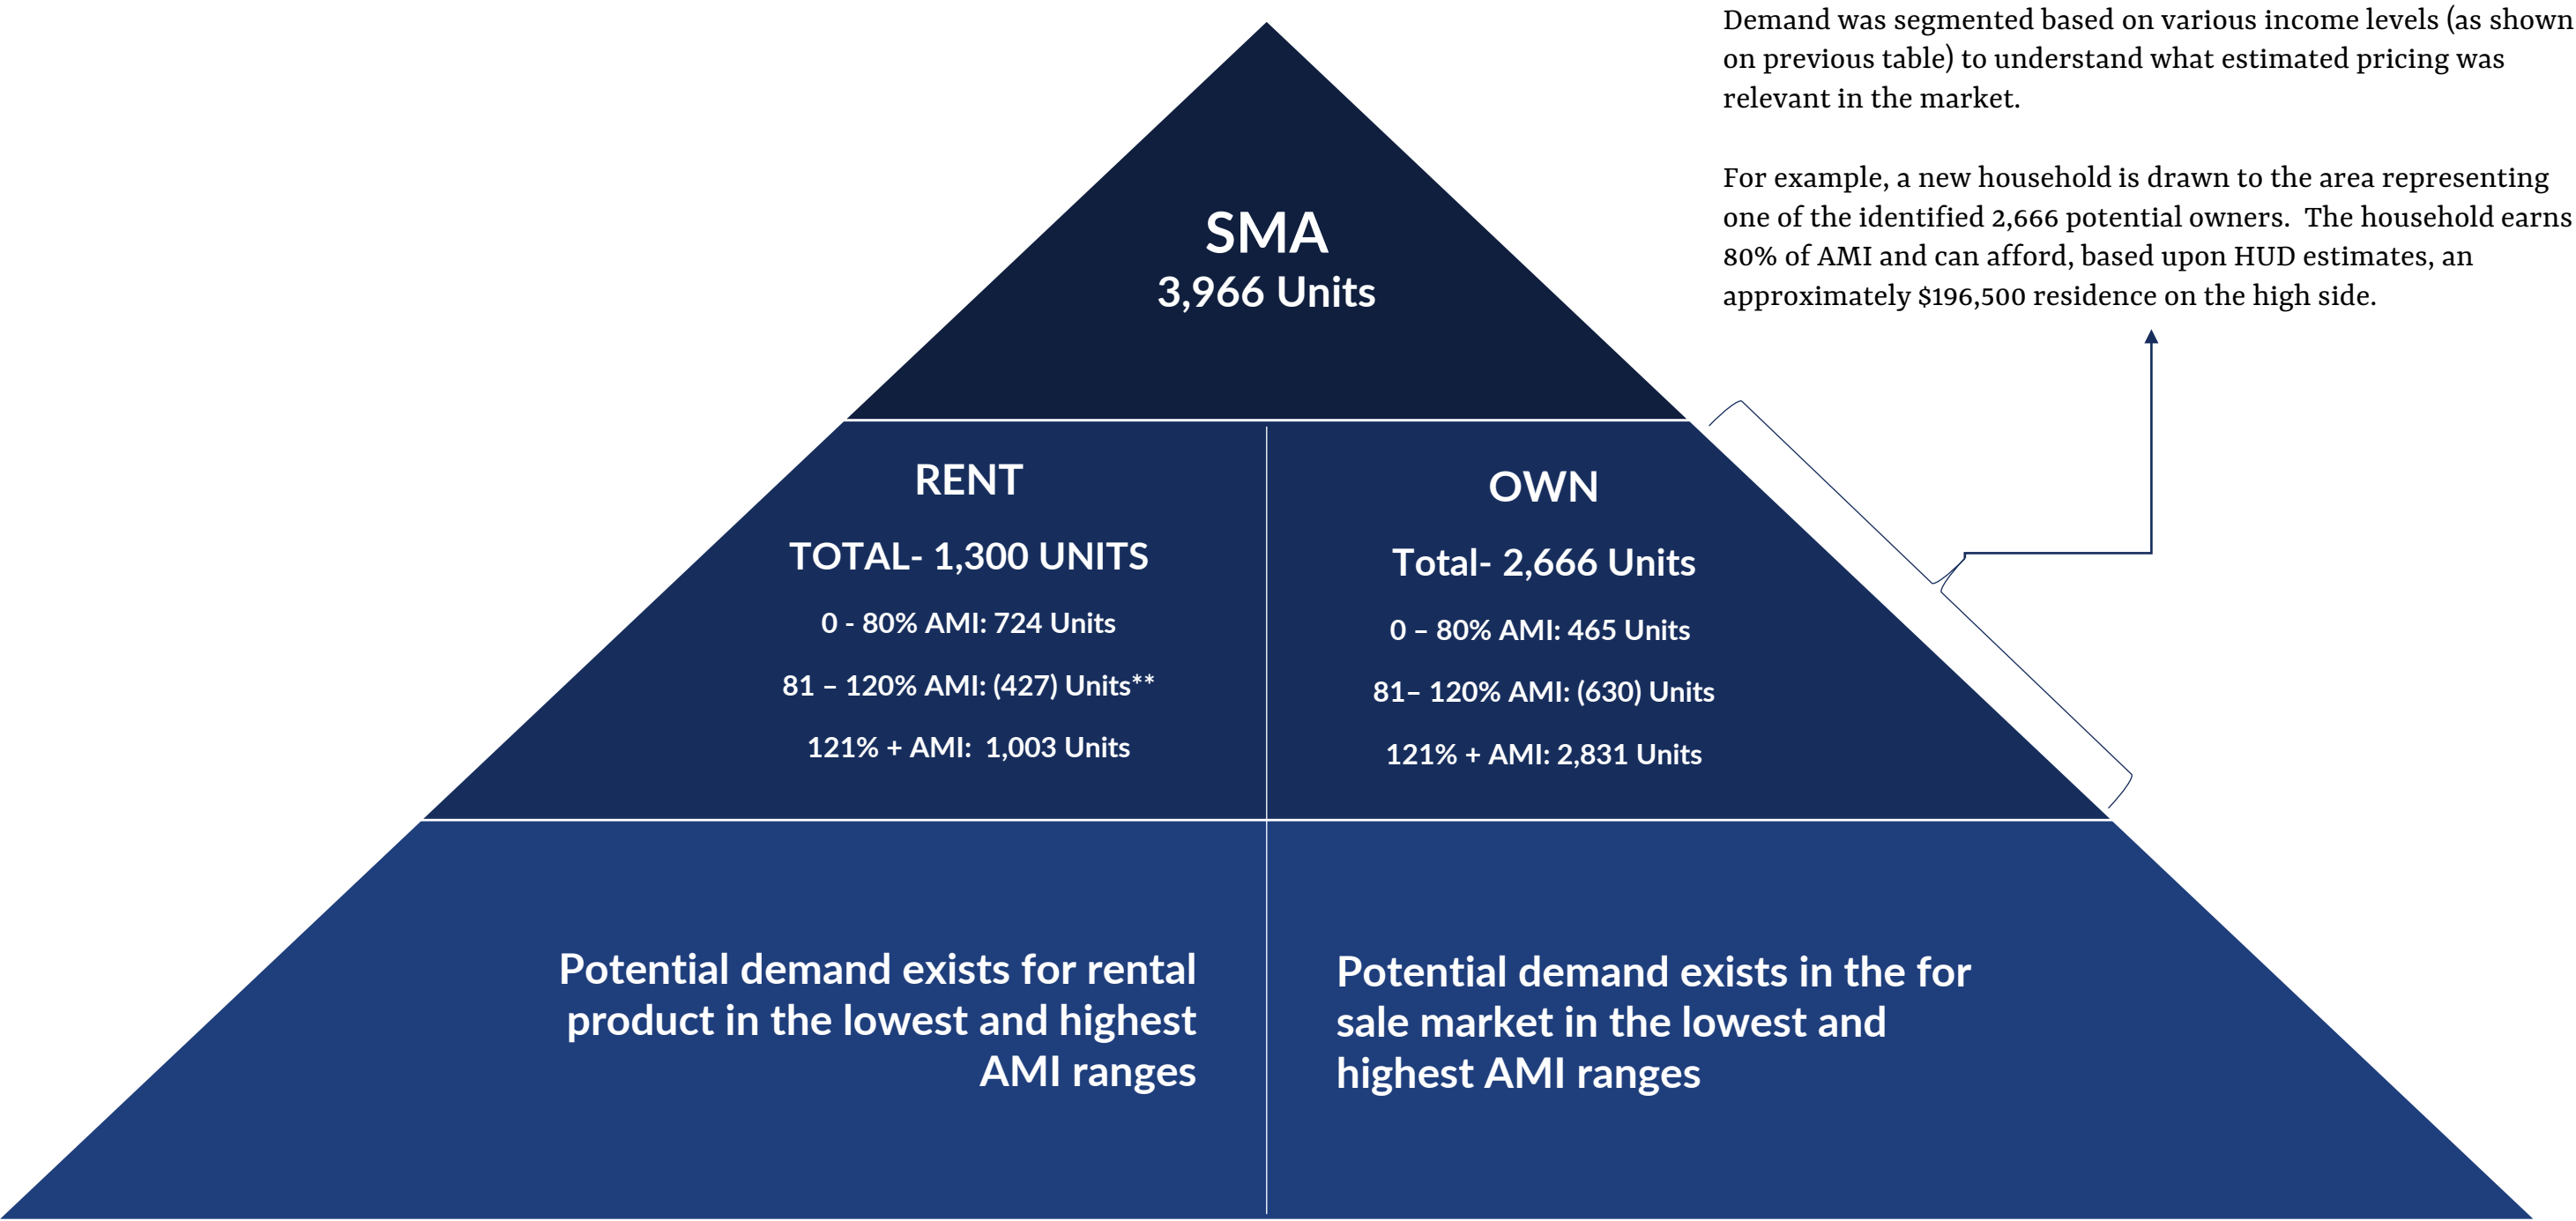 Demand was segmented based on various income levels (as shown
on previous table) to understand what estimated pricing was
relevant in the market.
For example, a new household is drawn to the area representing
one of the identified 2,666 potential owners.  The household earns
80% of AMI and can afford, based upon HUD estimates, an
approximately $196,500 residence on the high side.
SMA
3,966 Units
RENT
TOTAL- 1,300 UNITS
0 - 80% AMI: 724 Units
81 – 120% AMI: (427) Units**
121% + AMI:  1,003 Units
OWN
Total- 2,666 Units
0 – 80% AMI: 465 Units
81– 120% AMI: (630) Units
121% + AMI: 2,831 Units
Potential demand exists for rental
product in the lowest and highest
AMI ranges
Potential demand exists in the for
sale market in the lowest and
highest AMI ranges